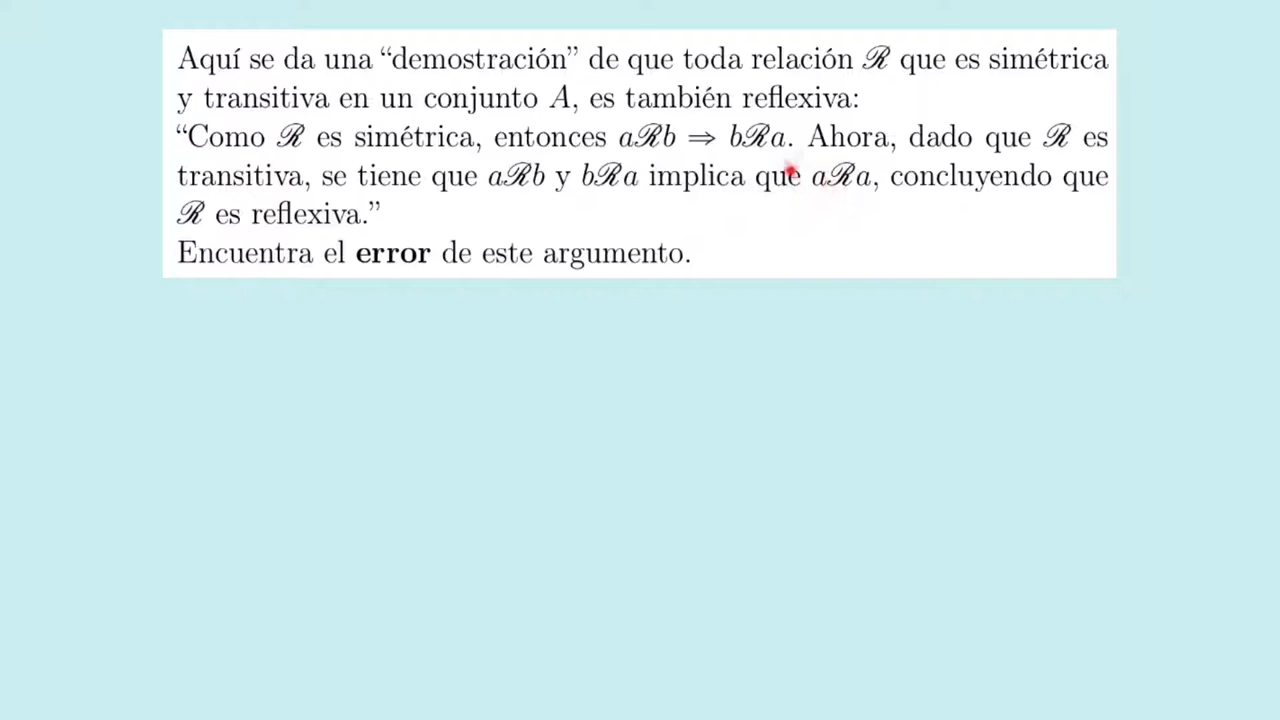 Aquí se da una “demostración” de que toda relación ℛ que es simétrica
y transitiva en un conjunto A, es también reflexiva:
“Como ℛ es simétrica, entonces aℛb ⇒ bℛa. Ahora, dado que ℛ es
transitiva, se tiene que aℛb y bℛa implica que aℛa, concluyendo que
ℛ es reflexiva.”
Encuentra el error de este argumento.